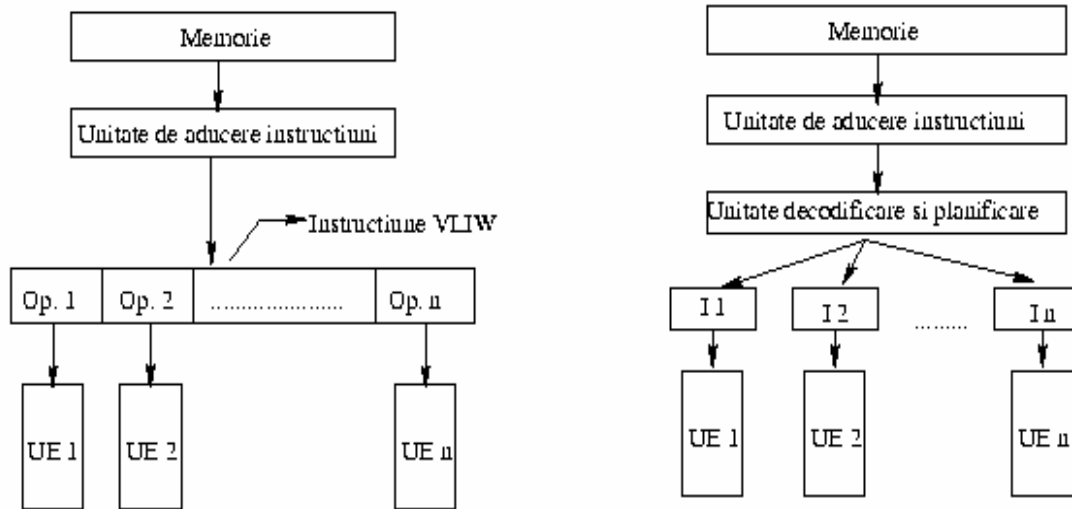 Memorie
Unitate de aducere instructiuni
Instructiune VLIW
Op. 1 Op. 2 ...................... Op. n
UE 1 UE 2 UE n
Memorie
Unitate de aducere instructiuni
Unitate decodificare si planificare
I 1 I 2 ......... I n
UE 1 UE 2 UE n